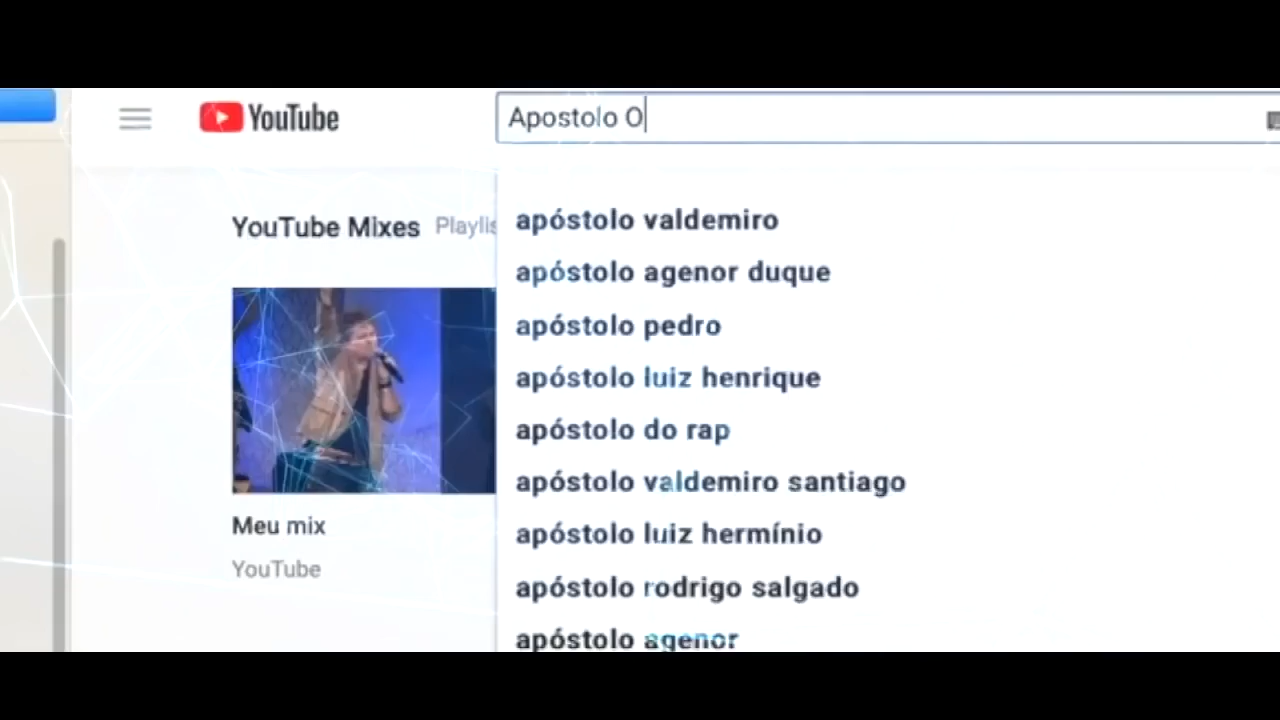 YouTube
Apostolo O
YouTube Mixes
apóstolo valdemiro
apóstolo agenor duque
apóstolo pedro
apóstolo luiz henrique
apóstolo do rap
apóstolo valdemiro santiago
apóstolo luiz hermínio
apóstolo rodrigo salgado
apóstolo agenor
Meu mix
YouTube